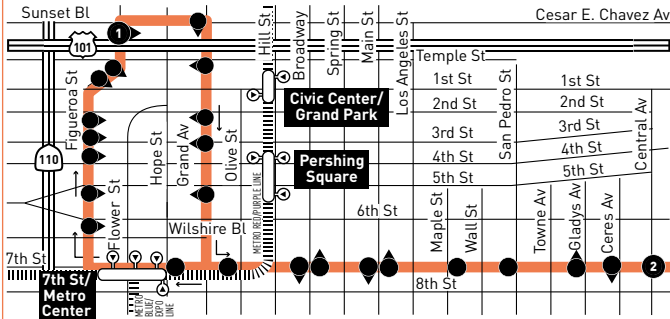 Sunset Bl
Cesar E. Chavez Av
1
101
Hill St
Broadway
Spring St
Main St
Los Angeles St
Temple St
Figueroa St
1st St
1st St
Civic Center/
Grand Park
2nd St
2nd St
San Pedro St
Central Av
3rd St
3rd St
110
Hope St
Grand Av
Olive St
Pershing
Square
4th St
4th St
5th St
5th St
METRO RED/PURPLE LINE
Flower St
6th St
Maple St
Wall St
Towne Av
Gladys Av
Ceres Av
Wilshire Bl
7th St
2
7th St/
Metro
Center
METRO
BLUE/
EXPO
LINE
8th St